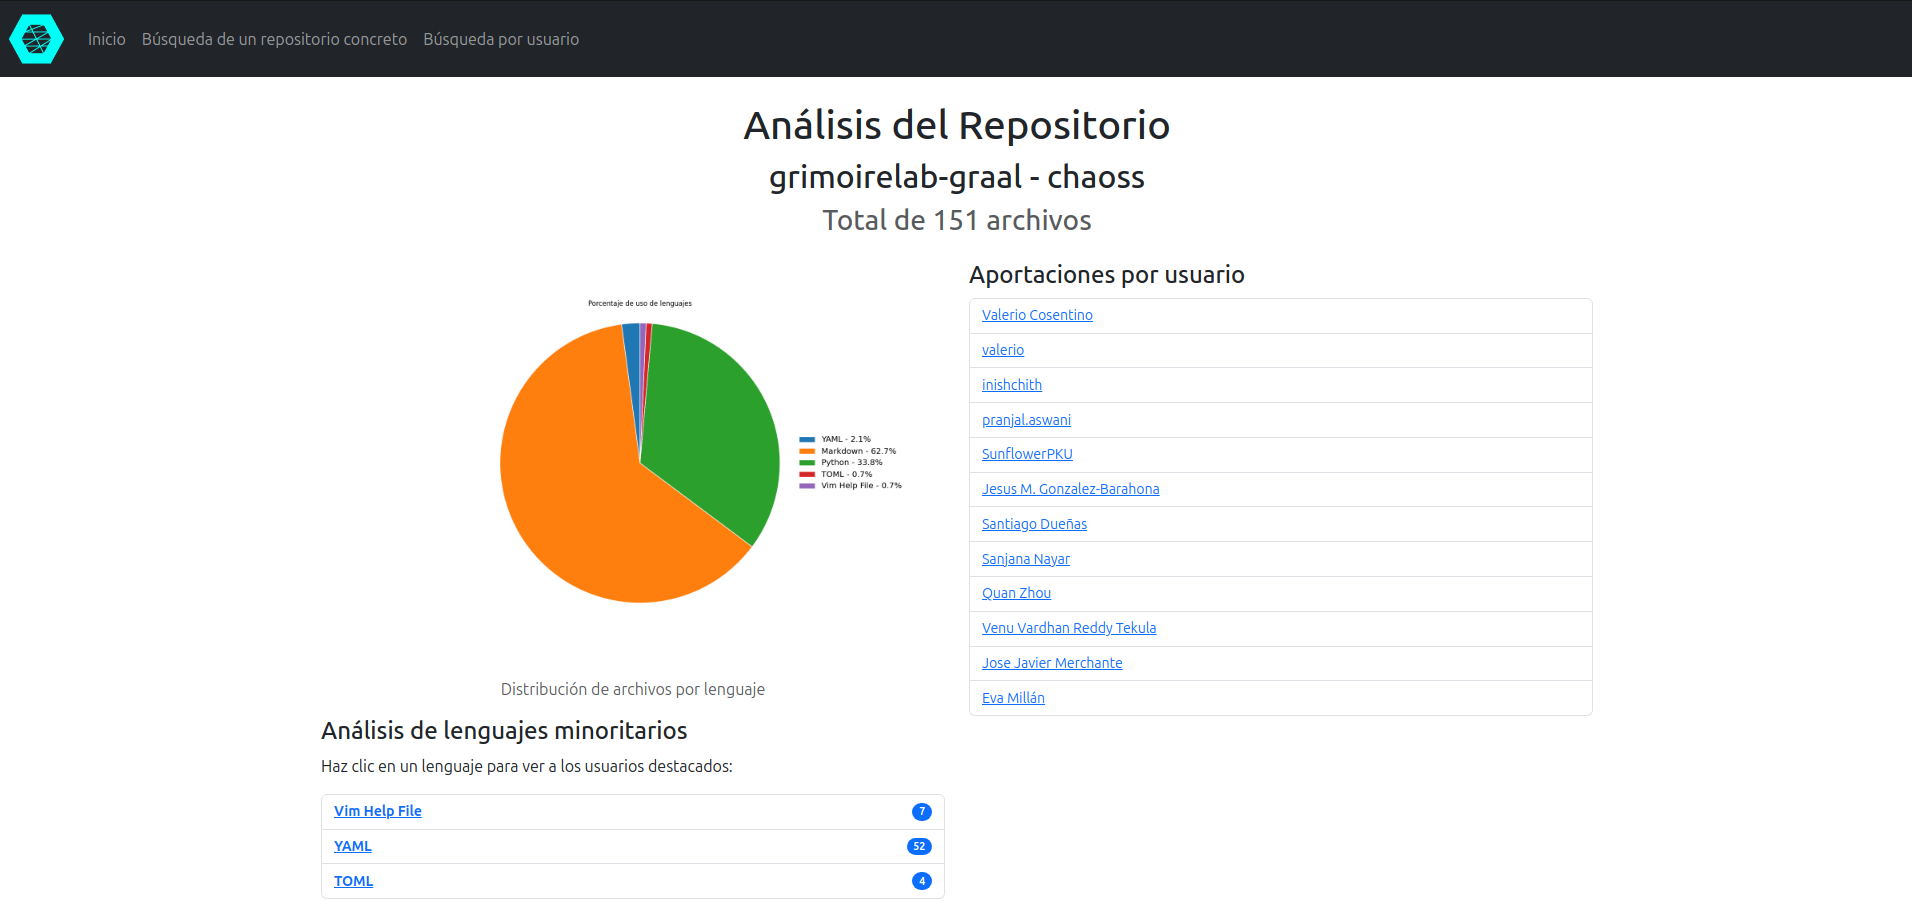 Inicio Búsqueda de un repositorio concreto Búsqueda por usuario
Análisis del Repositorio
grimoirelab-graal - chaoss
Total de 151 archivos
Porcentaje de uso de lenguajes
YAML - 2.1%
Markdown - 62.7%
Python - 33.8%
TOML - 0.7%
Vim Help File - 0.7%
Distribución de archivos por lenguaje
Análisis de lenguajes minoritarios
Haz clic en un lenguaje para ver a los usuarios destacados:
Vim Help File 7
YAML 52
TOML 4
Aportaciones por usuario
Valerio Cosentino
valerio
inishchith
pranjal.aswani
SunflowerPKU
Jesus M. Gonzalez-Barahona
Santiago Dueñas
Sanjana Nayar
Quan Zhou
Venu Vardhan Reddy Tekula
Jose Javier Merchante
Eva Millán